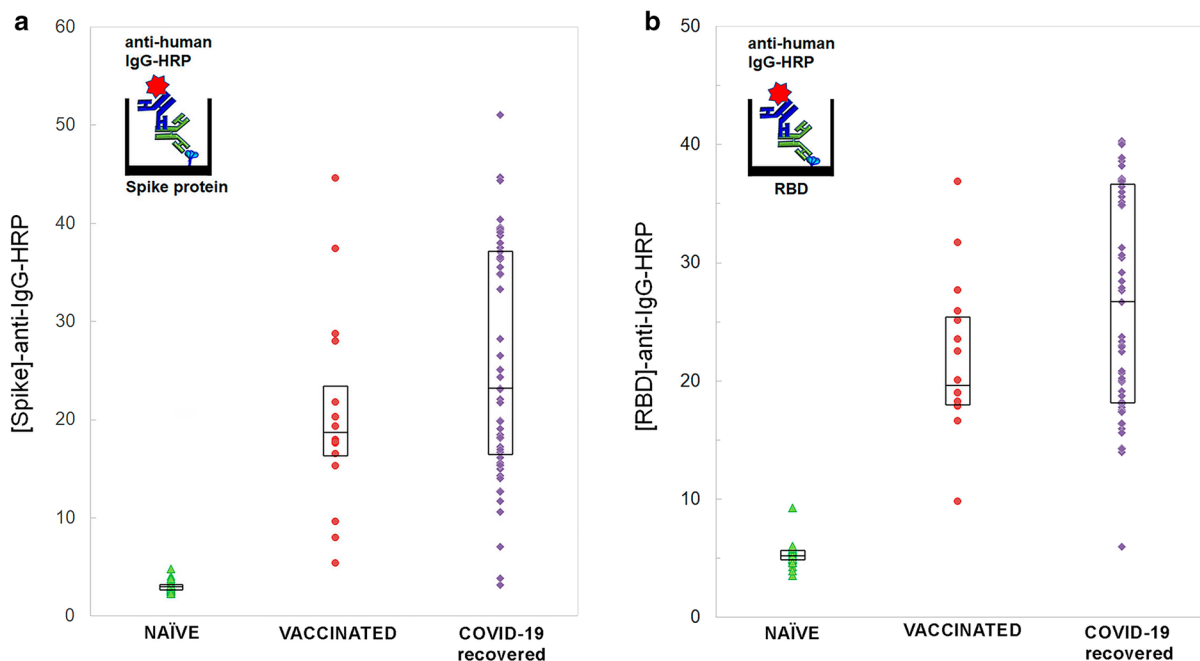 a
60
50
40
30
20
10
0
[Spike]-anti-IgG-HRP
anti-human
IgG-HRP
Spike protein
NAÏVE
VACCINATED
COVID-19
recovered
b
50
40
30
20
10
0
[RBD]-anti-IgG-HRP
anti-human
IgG-HRP
RBD
NAÏVE
VACCINATED
COVID-19
recovered